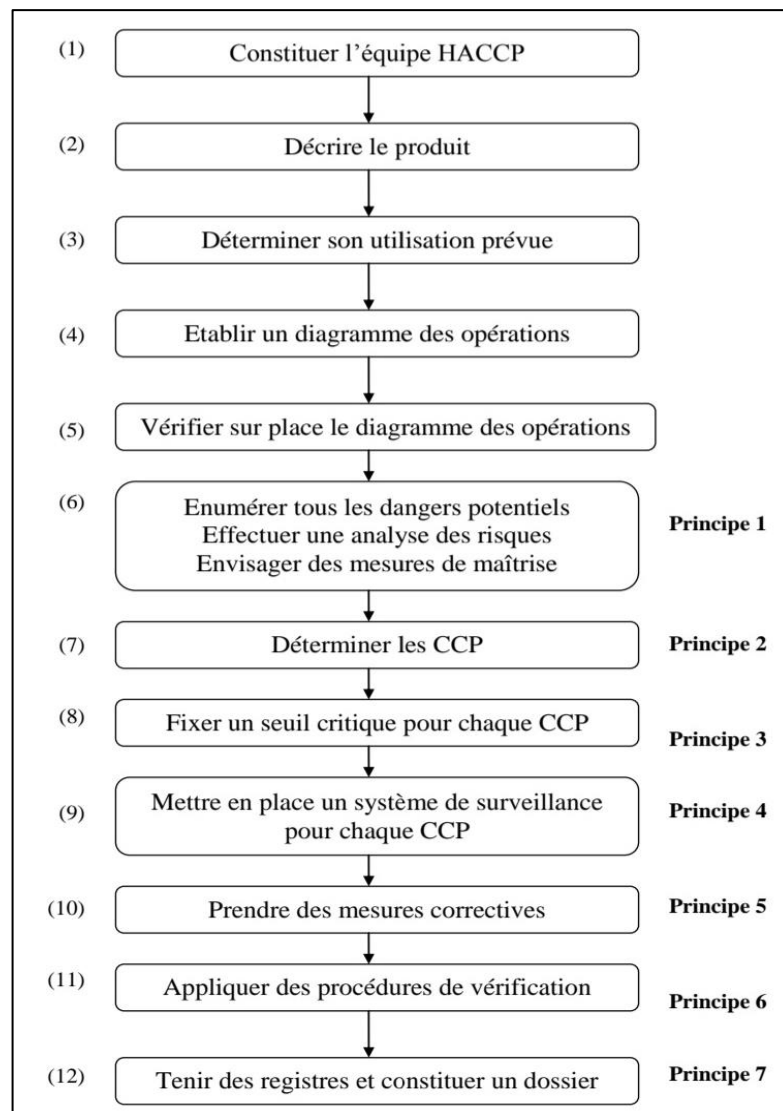 (1) Constituer l’équipe HACCP
(2) Décrire le produit
(3) Déterminer son utilisation prévue
(4) Etablir un diagramme des opérations
(5) Vérifier sur place le diagramme des opérations
(6) Enumérer tous les dangers potentiels
Effectuer une analyse des risques Principe 1
Envisager des mesures de maîtrise
(7) Déterminer les CCP Principe 2
(8) Fixer un seuil critique pour chaque CCP Principe 3
(9) Mettre en place un système de surveillance Principe 4
pour chaque CCP
(10) Prendre des mesures correctives Principe 5
(11) Appliquer des procédures de vérification Principe 6
(12) Tenir des registres et constituer un dossier Principe 7